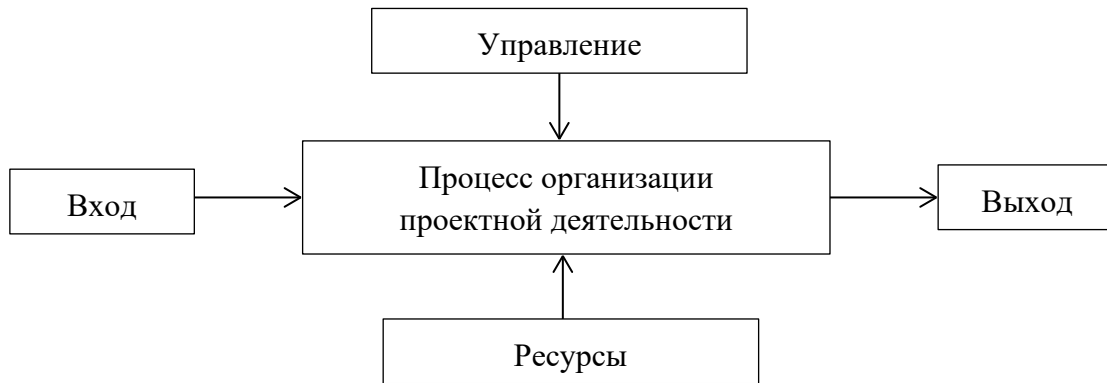 Управление
Процесс организации
проектной деятельности
Вход
Выход
Ресурсы